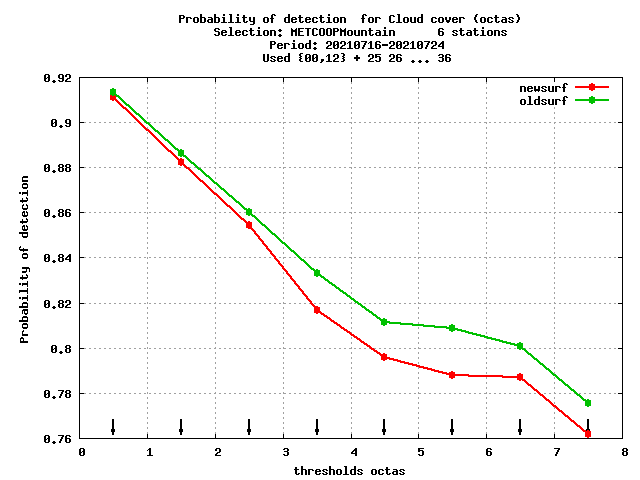 Probability of detection  for Cloud cover (octas)
Selection: METCOOPMountain      6 stations
Period: 20210716-20210724
Used {00,12} + 25 26 ... 36
newsurf
oldsurf
0.92
0.9
0.88
0.86
0.84
0.82
0.8
0.78
0.76
Probability of detection
0 1 2 3 4 5 6 7 8
thresholds octas